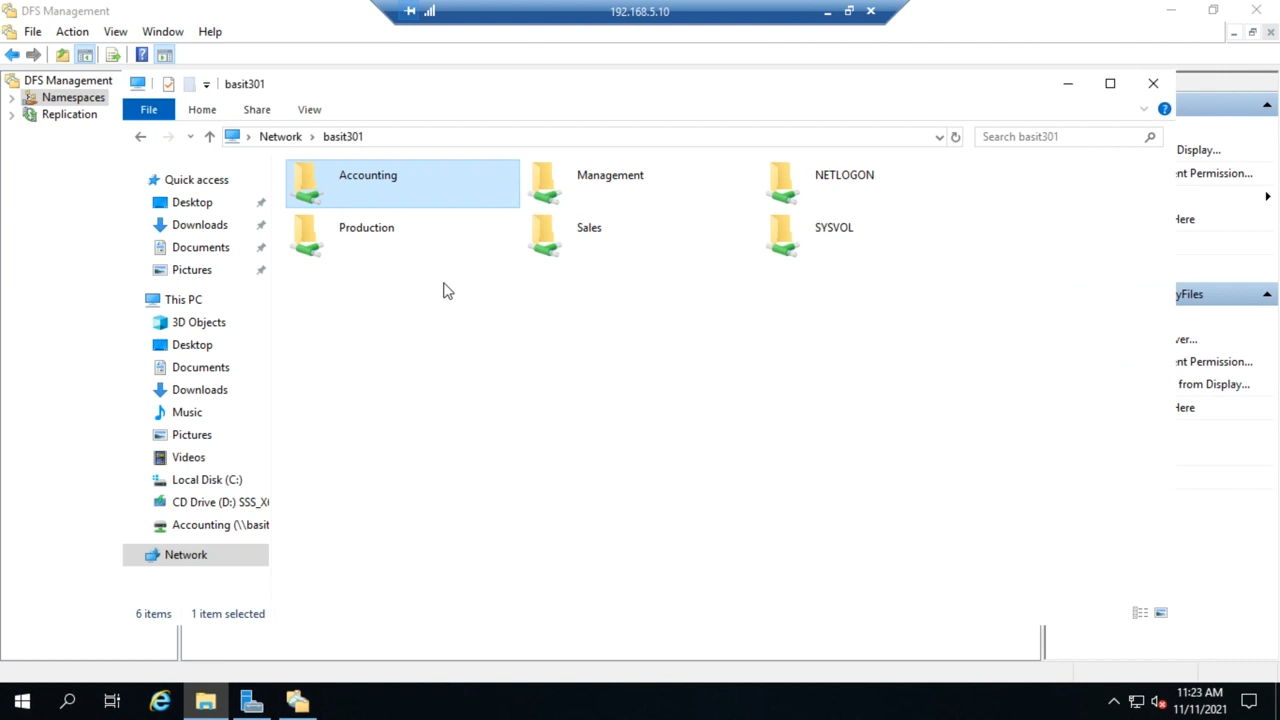 DFS Management
192.168.5.10
File Action View Window Help
DFS Management
Namespaces
Replication
basit301
File Home Share View
Network > basit301
Search basit301
Quick access
Desktop
Downloads
Documents
Pictures
This PC
3D Objects
Desktop
Documents
Downloads
Music
Pictures
Videos
Local Disk (C:)
CD Drive (D:) SSS_X6
Accounting (\\basit
Network
Accounting
Management
NETLOGON
Production
Sales
SYSVOL
6 items 1 item selected
Display...
ent Permission...
Here
yFiles
ver...
ent Permission...
from Display...
Here
11:23 AM
11/11/2021